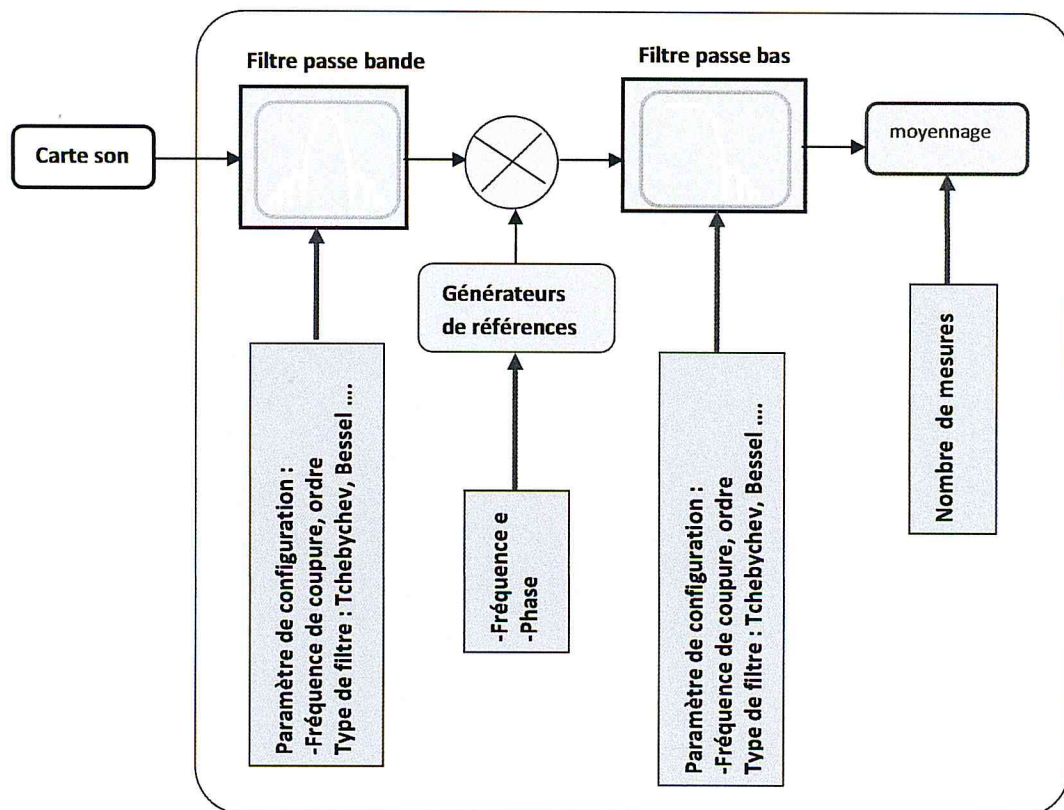 Filtre passe bande
Filtre passe bas
Carte son
moyennage
Générateurs
de références
Paramètre de configuration :
-Fréquence de coupure, ordre
Type de filtre : Tchebychev, Bessel ....
-Fréquence e
-Phase
Paramètre de configuration :
-Fréquence de coupure, ordre
Type de filtre : Tchebychev, Bessel ....
Nombre de mesures